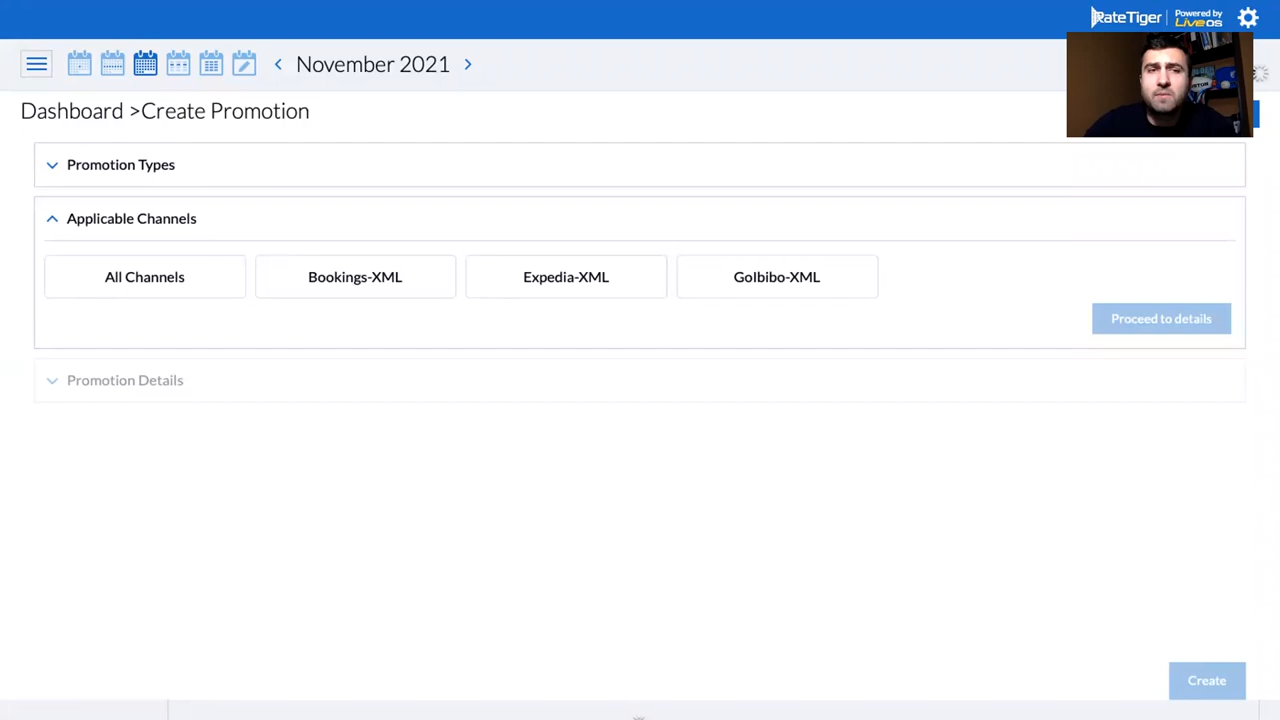 RateTiger
Powered by
LiveOS
November 2021
Dashboard >Create Promotion
Promotion Types
Applicable Channels
All Channels
Bookings-XML
Expedia-XML
GoIbibo-XML
Proceed to details
Promotion Details
Create